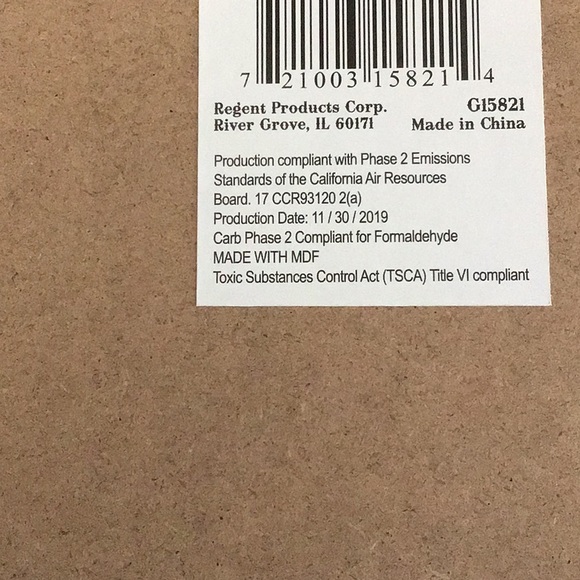 7 21003 15821 4
Regent Products Corp. G15821
River Grove, IL 60171 Made in China
Production compliant with Phase 2 Emissions
Standards of the California Air Resources
Board. 17 CCR93120 2(a)
Production Date: 11 / 30 / 2019
Carb Phase 2 Compliant for Formaldehyde
MADE WITH MDF
Toxic Substances Control Act (TSCA) Title VI compliant